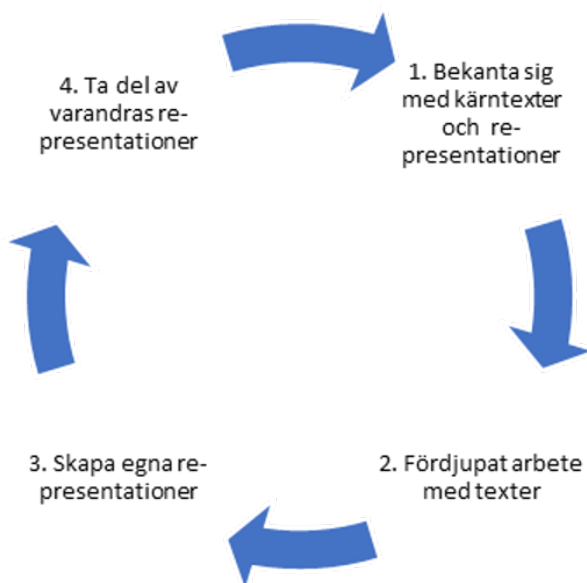 1. Bekanta sig
med kärntexter
och re-
presentationer
2. Fördjupat arbete
med texter
3. Skapa egna re-
presentationer
4. Ta del av
varandras re-
presentationer